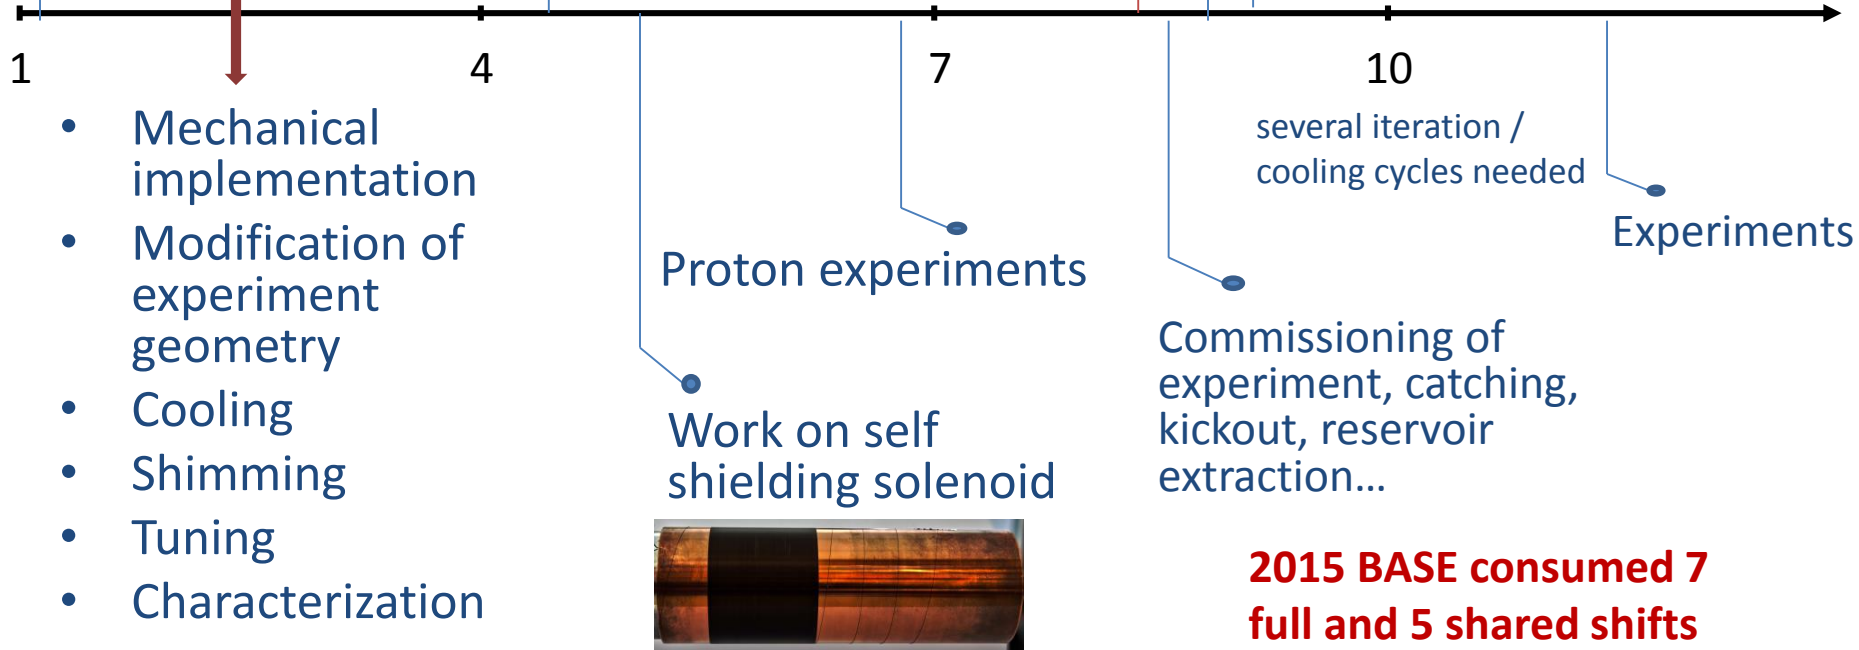 1
4
7
10
• Mechanical
implementation
• Modification of
experiment
geometry
• Cooling
• Shimming
• Tuning
• Characterization
Work on self
shielding solenoid
Proton experiments
several iteration /
cooling cycles needed
Commissioning of
experiment, catching,
kickout, reservoir
extraction...
Experiments
2015 BASE consumed 7
full and 5 shared shifts